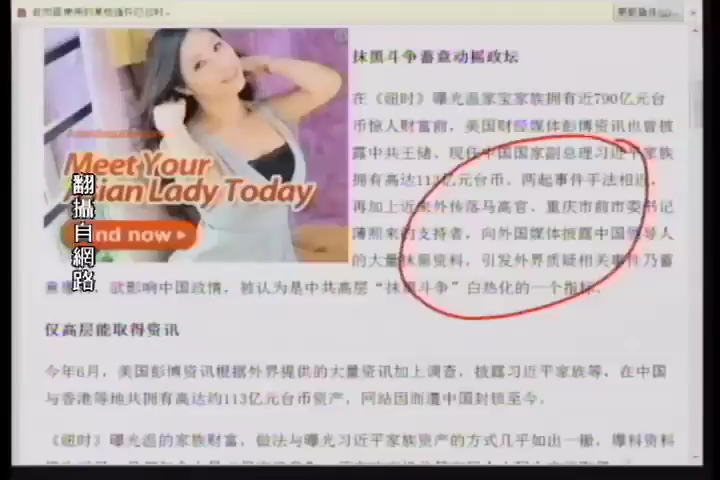 抹黑斗争蓄意动摇政坛
在《纽时》曝光温家宝家族拥有近790亿元台
币惊人财富前，美国财经媒体彭博资讯也曾披
露中共王储、现任中国国家副总理习近平家族
拥有高达113亿元台币。两起事件手法相近，
再加上近来外传落马高官、重庆市前市委书记
薄熙来的支持者，向外国媒体披露中国领导人
的大量抹黑资料，引发外界质疑相关事件乃蓄
欲影响中国政情，被认为是中共高层“抹黑斗争”白热化的一个指标。
Meet Your
Asian Lady Today
Find now
翻攝自網路
仅高层能取得资讯
今年6月，美国彭博资讯根据外界提供的大量资讯加上调查，披露习近平家族等，在中国
与香港等地共拥有高达约113亿元台币资产，网站因而遭中国封锁至今。
《纽时》曝光温的家族财富，做法与曝光习近平家族资产的方式几乎如出一辙，爆料资料